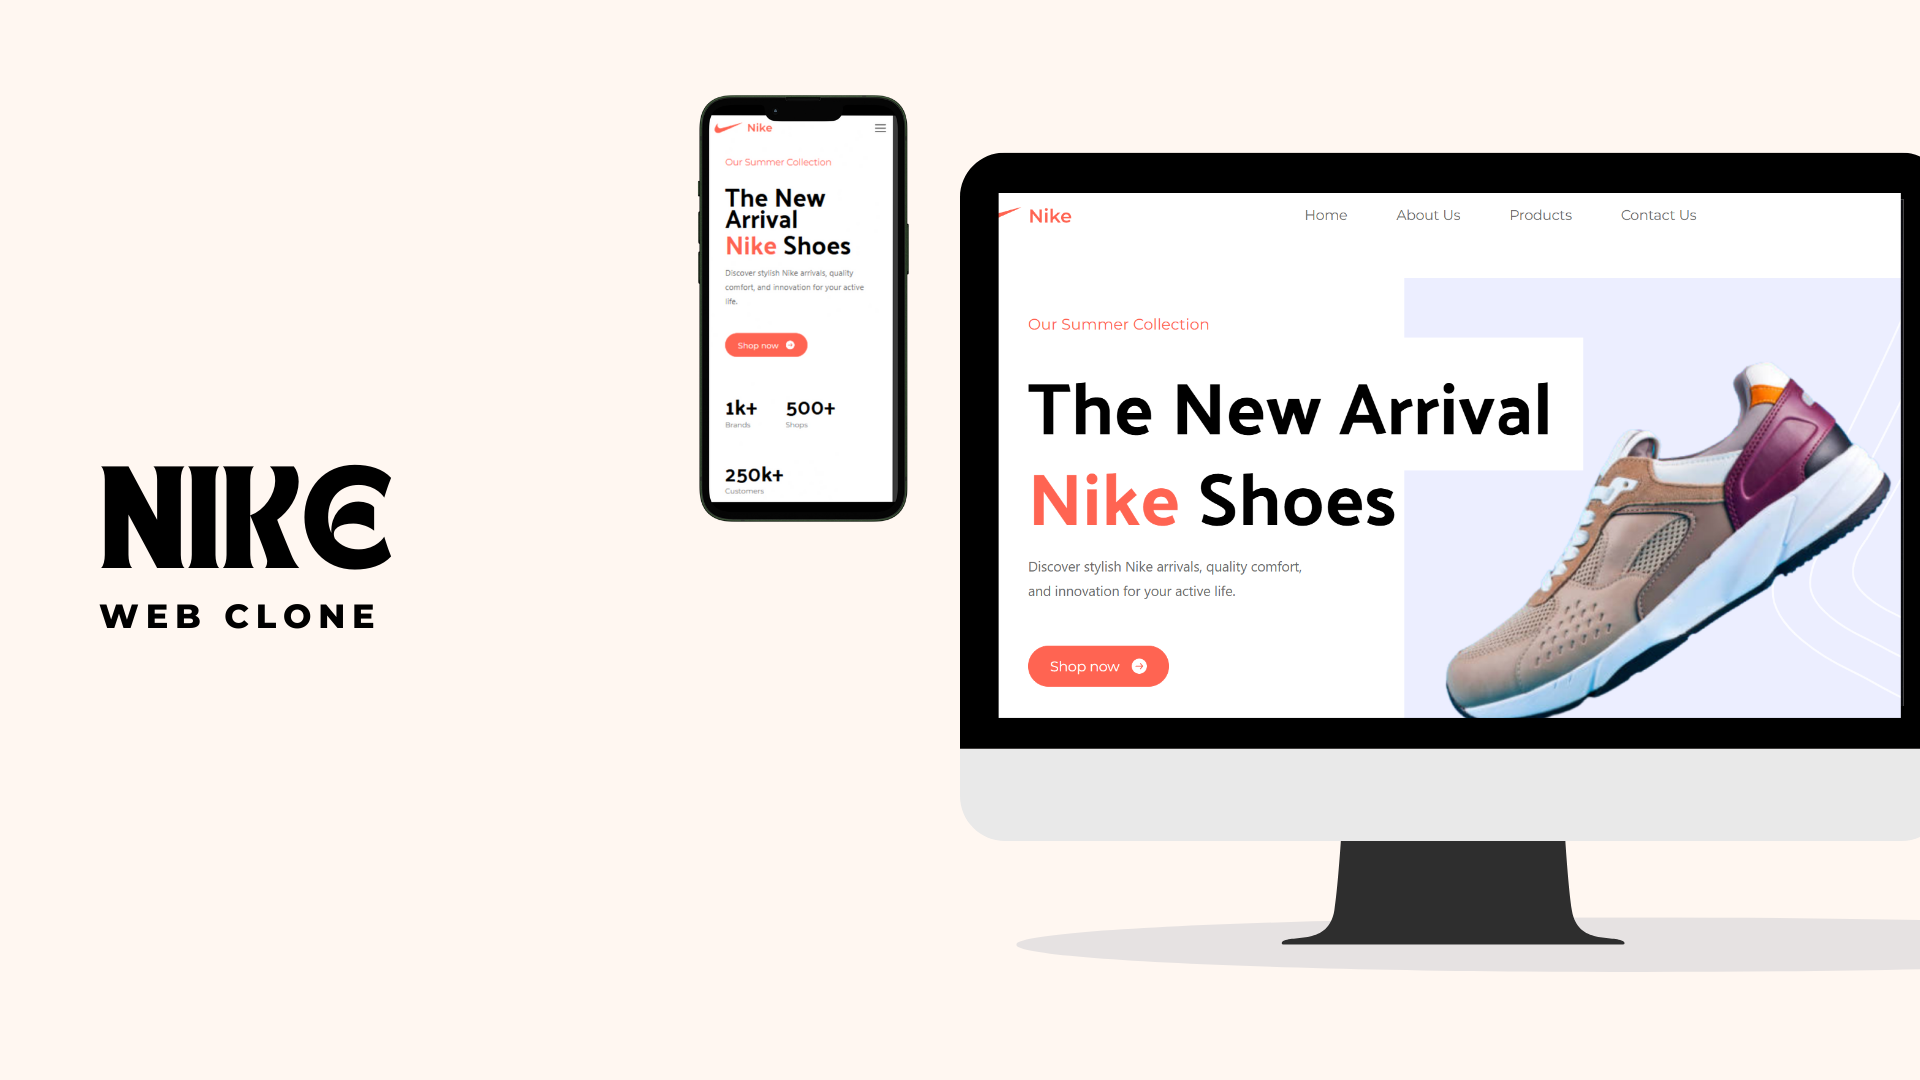 NIKE
WEB CLONE
Nike
Our Summer Collection
The New
Arrival
Nike Shoes
Discover stylish Nike arrivals, quality
comfort, and innovation for your active
life.
Shop now
1k+ 500+
Brands Shops
250k+
Customers
Nike Home About Us Products Contact Us
Our Summer Collection
The New Arrival
Nike Shoes
Discover stylish Nike arrivals, quality comfort,
and innovation for your active life.
Shop now